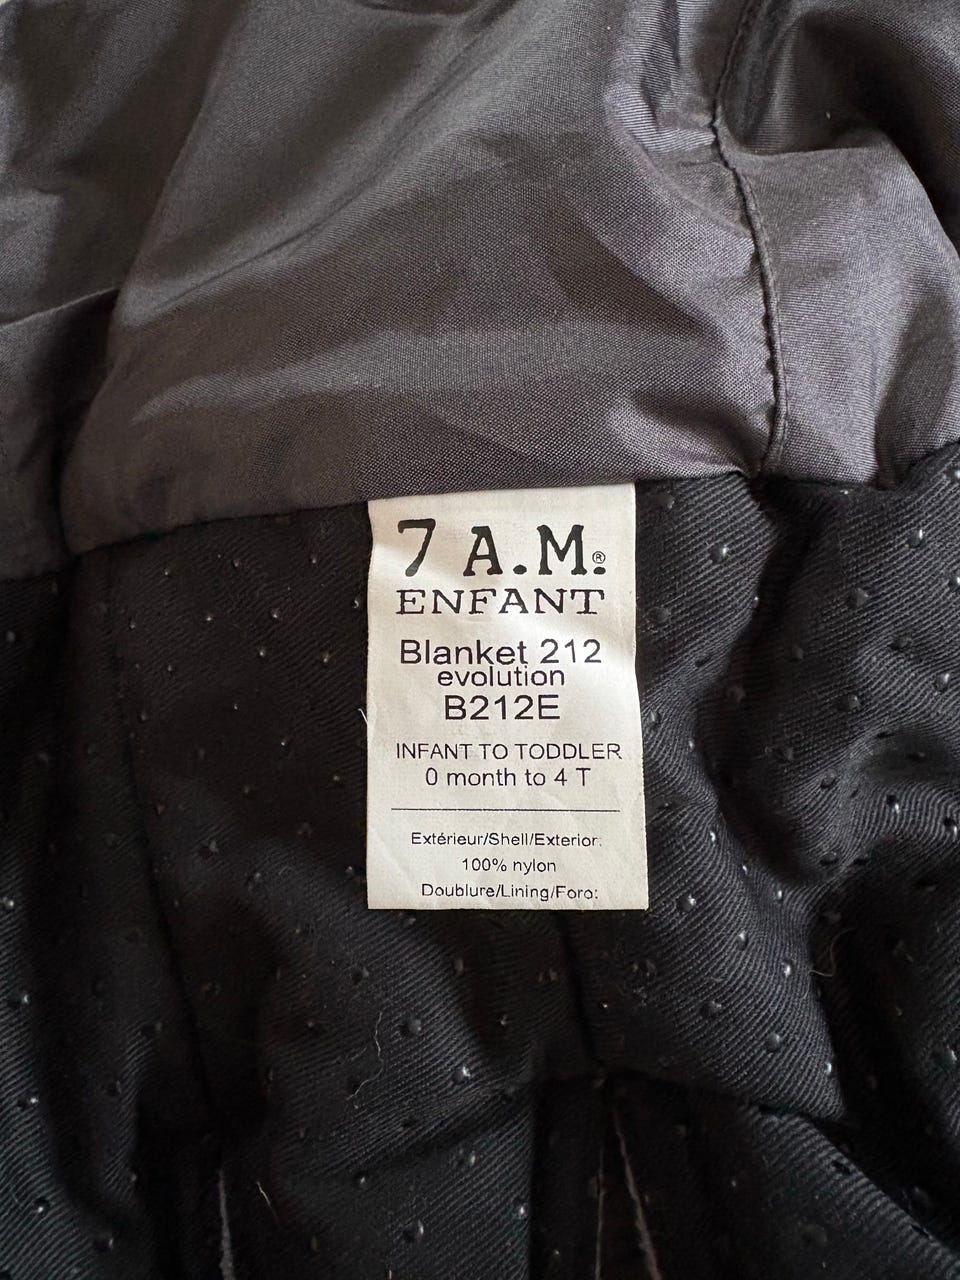 7 A.M.®
ENFANT
Blanket 212
evolution
B212E
INFANT TO TODDLER
0 month to 4 T
Extérieur/Shell/Exterior:
100% nylon
Doublure/Lining/Foro: